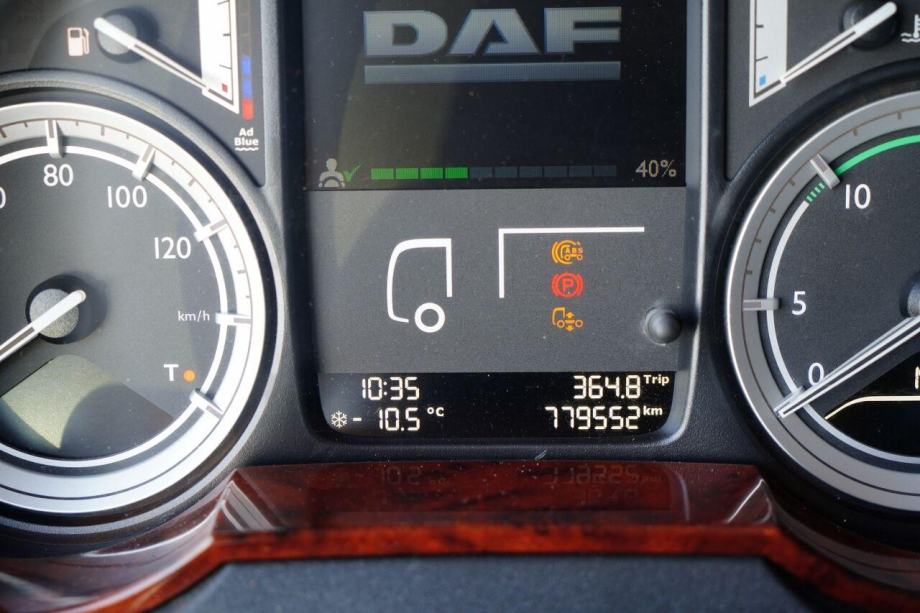 DAF
Ad
Blue
40%
80
100
120
km/h
T
ABS
P
10
5
0
10:35
364.8 Trip
- 10.5 °C
779552 km